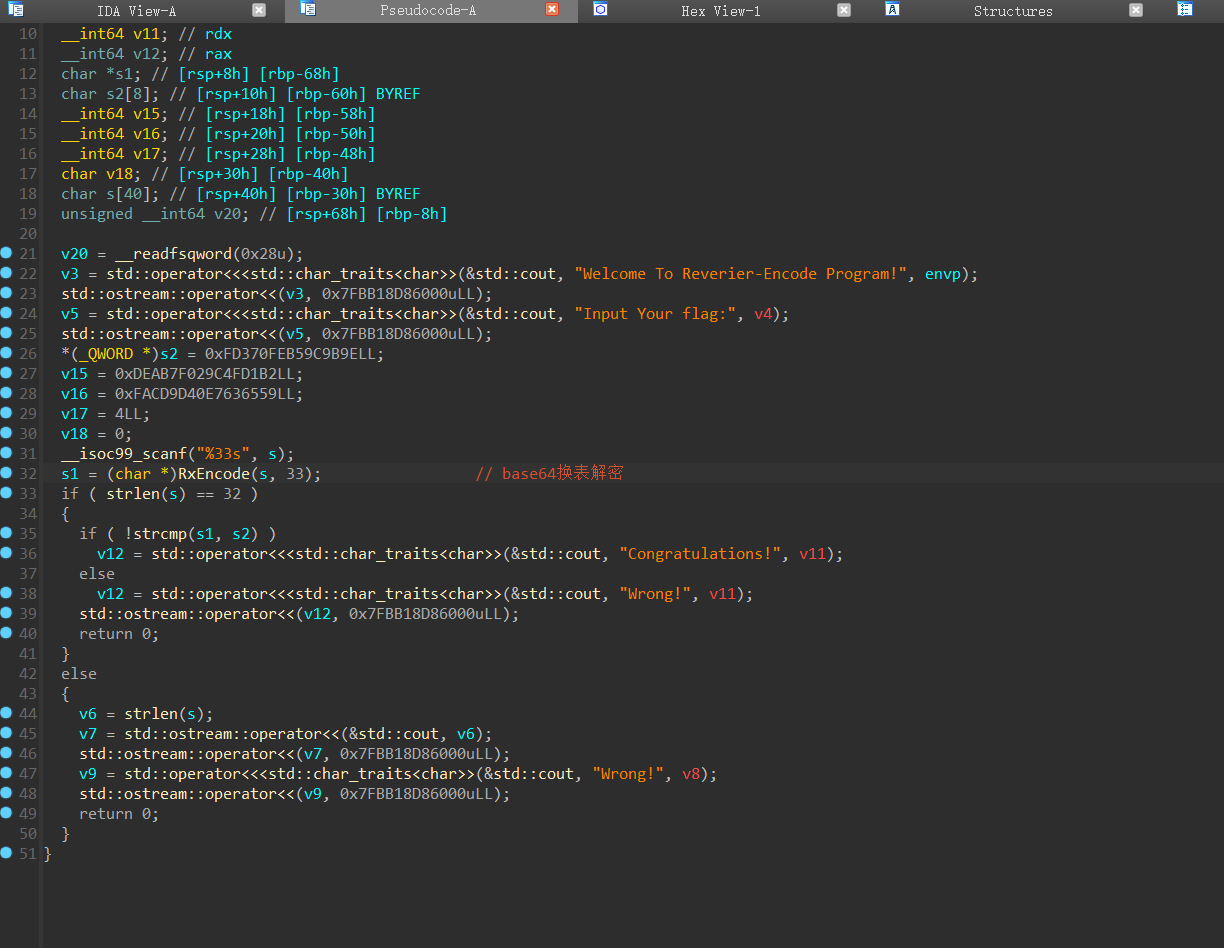 IDA View-A Pseudocode-A Hex View-1 Structures
10 __int64 v11; // rdx
11 __int64 v12; // rax
12 char *s1; // [rsp+8h] [rbp-68h]
13 char s2[8]; // [rsp+10h] [rbp-60h] BYREF
14 __int64 v15; // [rsp+18h] [rbp-58h]
15 __int64 v16; // [rsp+20h] [rbp-50h]
16 __int64 v17; // [rsp+28h] [rbp-48h]
17 char v18; // [rsp+30h] [rbp-40h]
18 char s[40]; // [rsp+40h] [rbp-30h] BYREF
19 unsigned __int64 v20; // [rsp+68h] [rbp-8h]
20
21 v20 = __readfsqword(0x28u);
22 v3 = std::operator<<<std::char_traits<char>>(&std::cout, "Welcome To Reverier-Encode Program!", envp);
23 std::ostream::operator<<(v3, 0x7FBB18D86000uLL);
24 v5 = std::operator<<<std::char_traits<char>>(&std::cout, "Input Your flag:", v4);
25 std::ostream::operator<<(v5, 0x7FBB18D86000uLL);
26 *(_QWORD *)s2 = 0xFD370FEB59C9B9ELL;
27 v15 = 0xDEAB7F029C4FD1B2LL;
28 v16 = 0xFACD9D40E7636559LL;
29 v17 = 4LL;
30 v18 = 0;
31 __isoc99_scanf("%33s", s);
32 s1 = (char *)RxEncode(s, 33); // base64换表解密
33 if ( strlen(s) == 32 )
34 {
35 if ( !strcmp(s1, s2) )
36 v12 = std::operator<<<std::char_traits<char>>(&std::cout, "Congratulations!", v11);
37 else
38 v12 = std::operator<<<std::char_traits<char>>(&std::cout, "Wrong!", v11);
39 std::ostream::operator<<(v12, 0x7FBB18D86000uLL);
40 return 0;
41 }
42 else
43 {
44 v6 = strlen(s);
45 v7 = std::ostream::operator<<(&std::cout, v6);
46 std::ostream::operator<<(v7, 0x7FBB18D86000uLL);
47 v9 = std::operator<<<std::char_traits<char>>(&std::cout, "Wrong!", v8);
48 std::ostream::operator<<(v9, 0x7FBB18D86000uLL);
49 return 0;
50 }
51 }